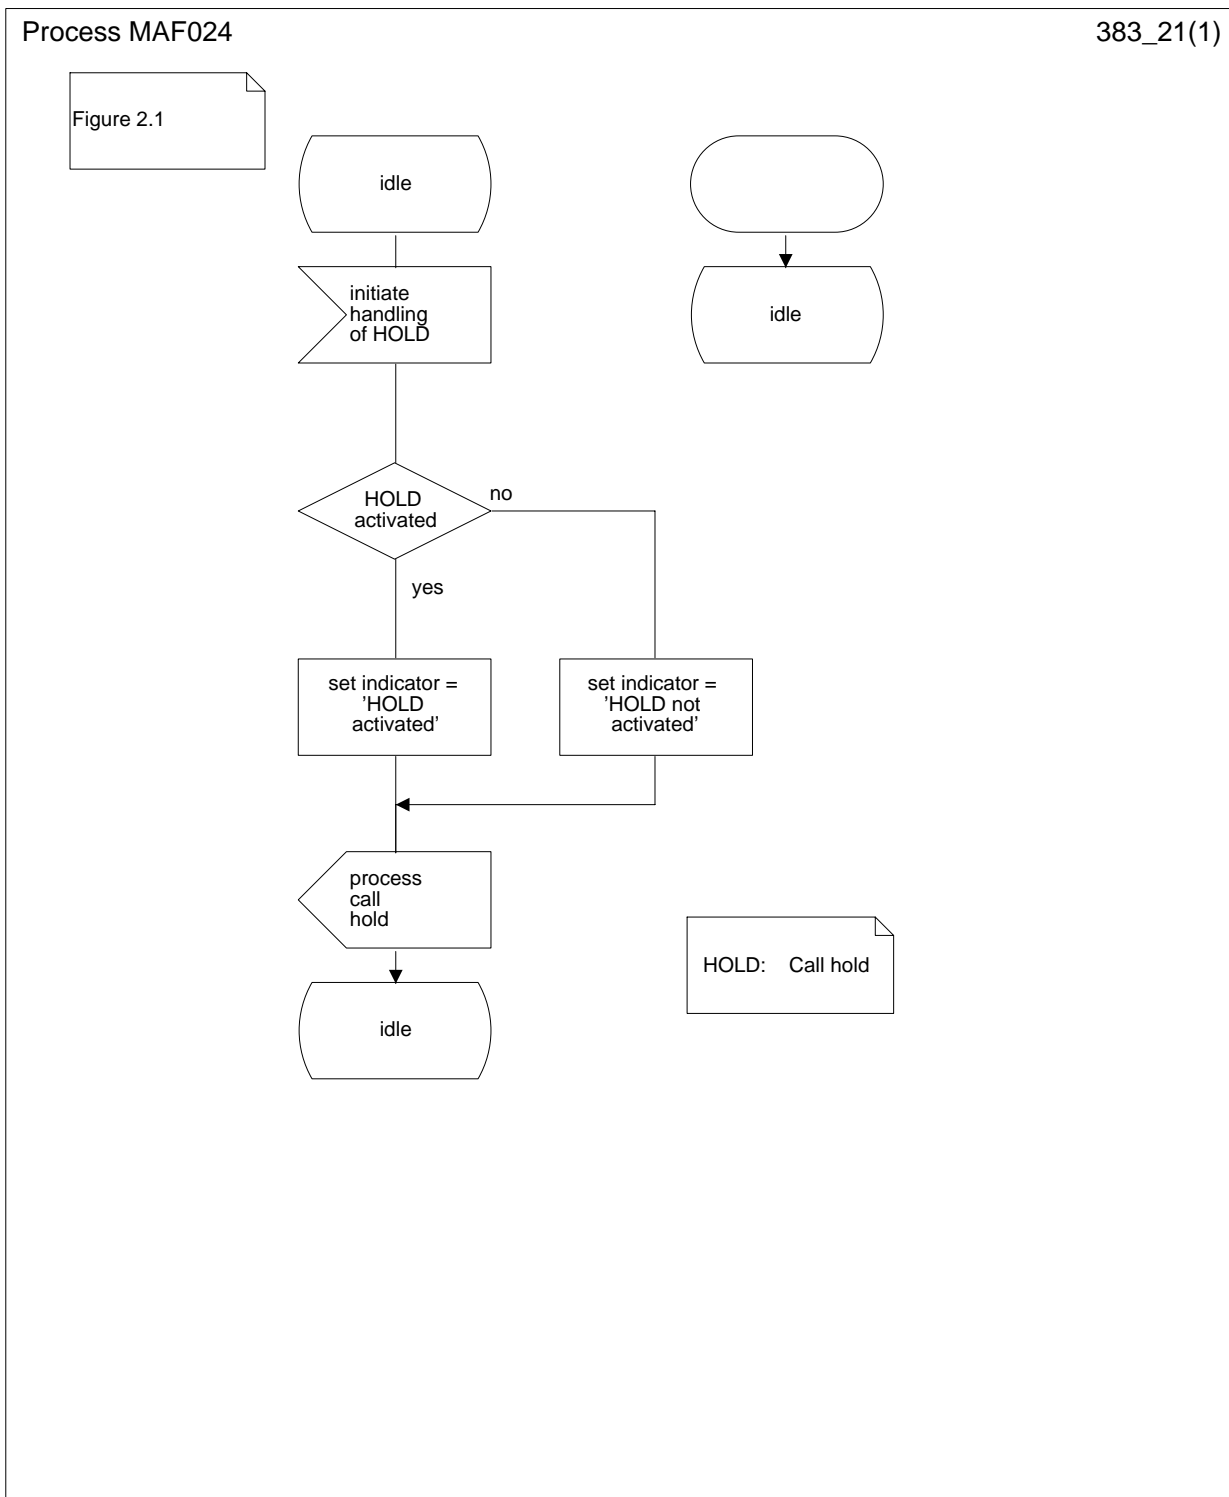 Process MAF024
383_21(1)
Figure 2.1
idle
initiate
handling
of HOLD
idle
HOLD
activated
no
yes
set indicator =
’HOLD
activated’
set indicator =
’HOLD not
activated’
process
call
hold
HOLD: Call hold
idle